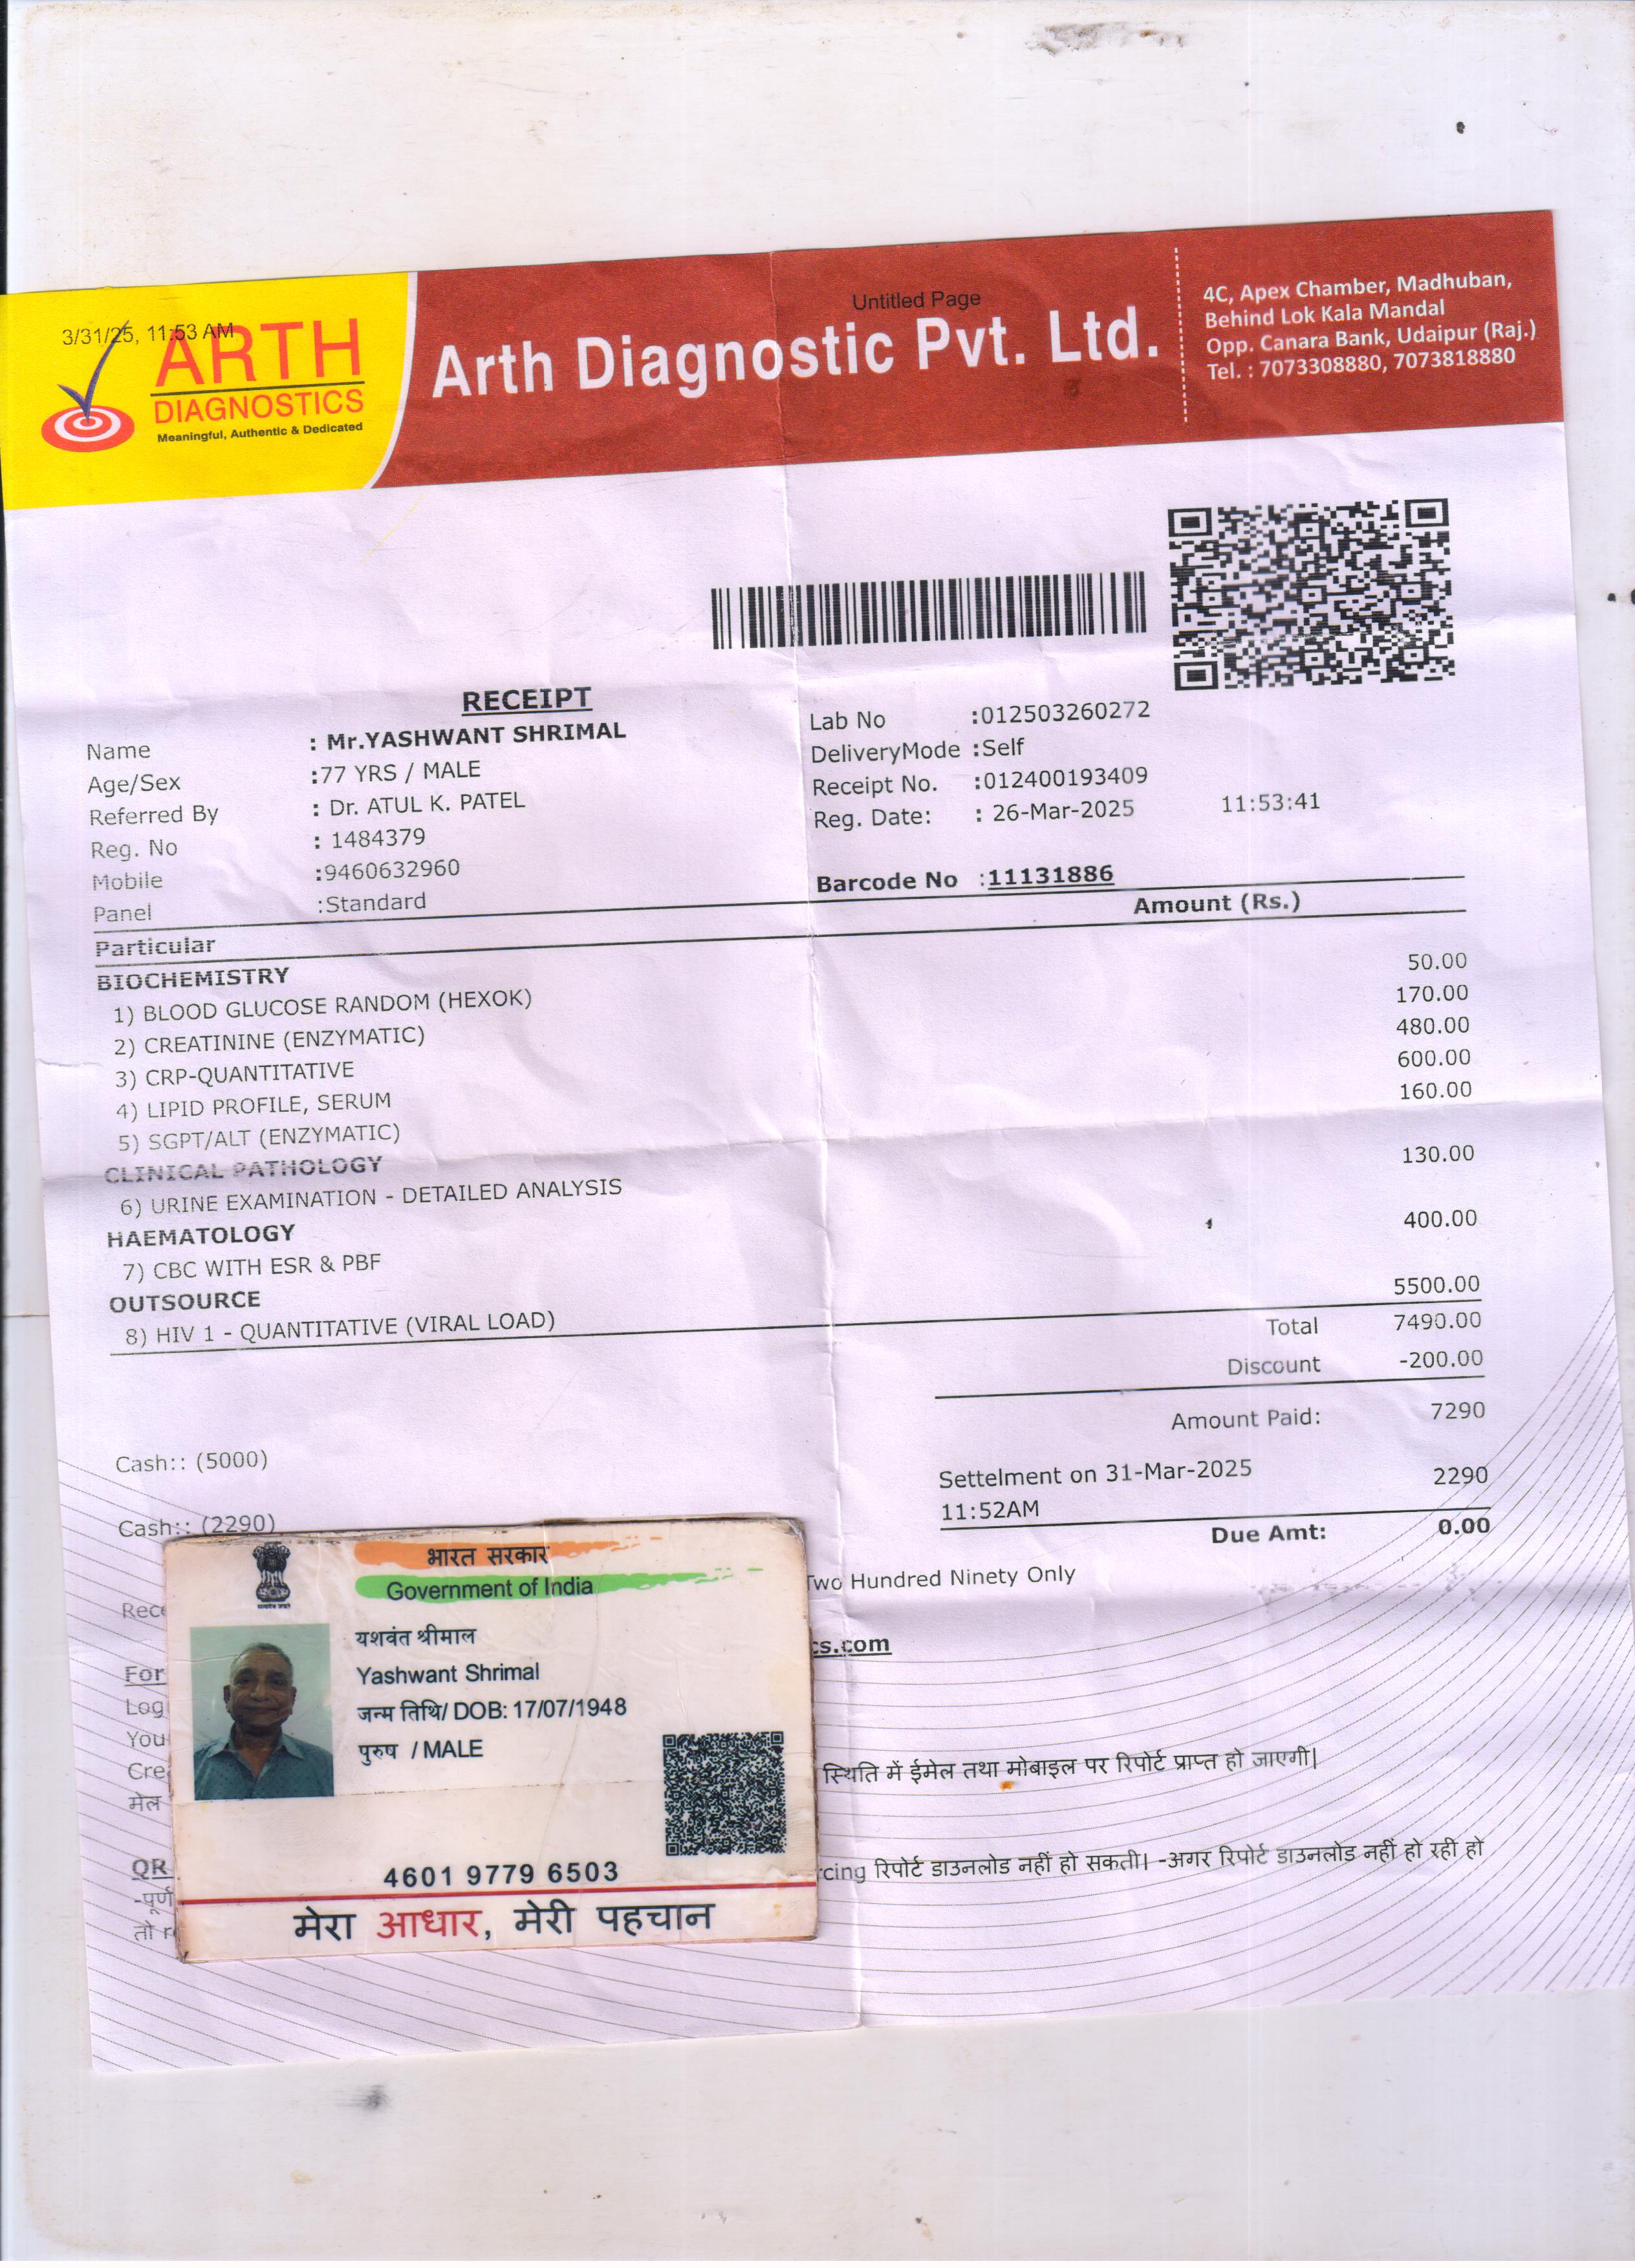 3/31/25, 11:53 AM
Untitled Page
ARTH
DIAGNOSTICS
Meaningful, Authentic & Dedicated
Arth Diagnostic Pvt. Ltd.
4C, Apex Chamber, Madhuban,
Behind Lok Kala Mandal
Opp. Canara Bank, Udaipur (Raj.)
Tel. : 7073308880, 7073818880
RECEIPT
Name : Mr.YASHWANT SHRIMAL
Age/Sex :77 YRS / MALE
Referred By : Dr. ATUL K. PATEL
Reg. No : 1484379
Mobile :9460632960
Panel :Standard
Lab No :012503260272
DeliveryMode :Self
Receipt No. :012400193409
Reg. Date: : 26-Mar-2025 11:53:41
Barcode No :11131886
Particular Amount (Rs.)
BIOCHEMISTRY
1) BLOOD GLUCOSE RANDOM (HEXOK) 50.00
2) CREATININE (ENZYMATIC) 170.00
3) CRP-QUANTITATIVE 480.00
4) LIPID PROFILE, SERUM 600.00
5) SGPT/ALT (ENZYMATIC) 160.00
CLINICAL PATHOLOGY
6) URINE EXAMINATION - DETAILED ANALYSIS 130.00
HAEMATOLOGY
7) CBC WITH ESR & PBF 400.00
OUTSOURCE
8) HIV 1 - QUANTITATIVE (VIRAL LOAD) 5500.00
Total 7490.00
Discount -200.00
Amount Paid: 7290
Cash:: (5000)
Settelment on 31-Mar-2025 2290
11:52AM
Cash:: (2290)
Due Amt: 0.00
Two Hundred Ninety Only
cs.com
स्थिति में ईमेल तथा मोबाइल पर रिपोर्ट प्राप्त हो जाएगी|
rcing रिपोर्ट डाउनलोड नहीं हो सकती| -अगर रिपोर्ट डाउनलोड नहीं हो रही हो
Rece
For
Log
You
Cre
मेल
QR
-पूर्ण
तो r
भारत सरकार
Government of India
यशवंत श्रीमाल
Yashwant Shrimal
जन्म तिथि/ DOB: 17/07/1948
पुरुष / MALE
4601 9779 6503
मेरा आधार, मेरी पहचान